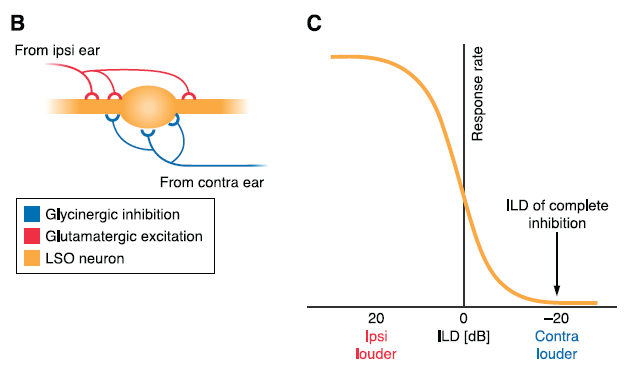 B
From ipsi ear
From contra ear
Glycinergic inhibition
Glutamatergic excitation
LSO neuron
C
Response rate
ILD of complete
inhibition
20
0
–20
Ipsi
louder
ILD [dB]
Contra
louder